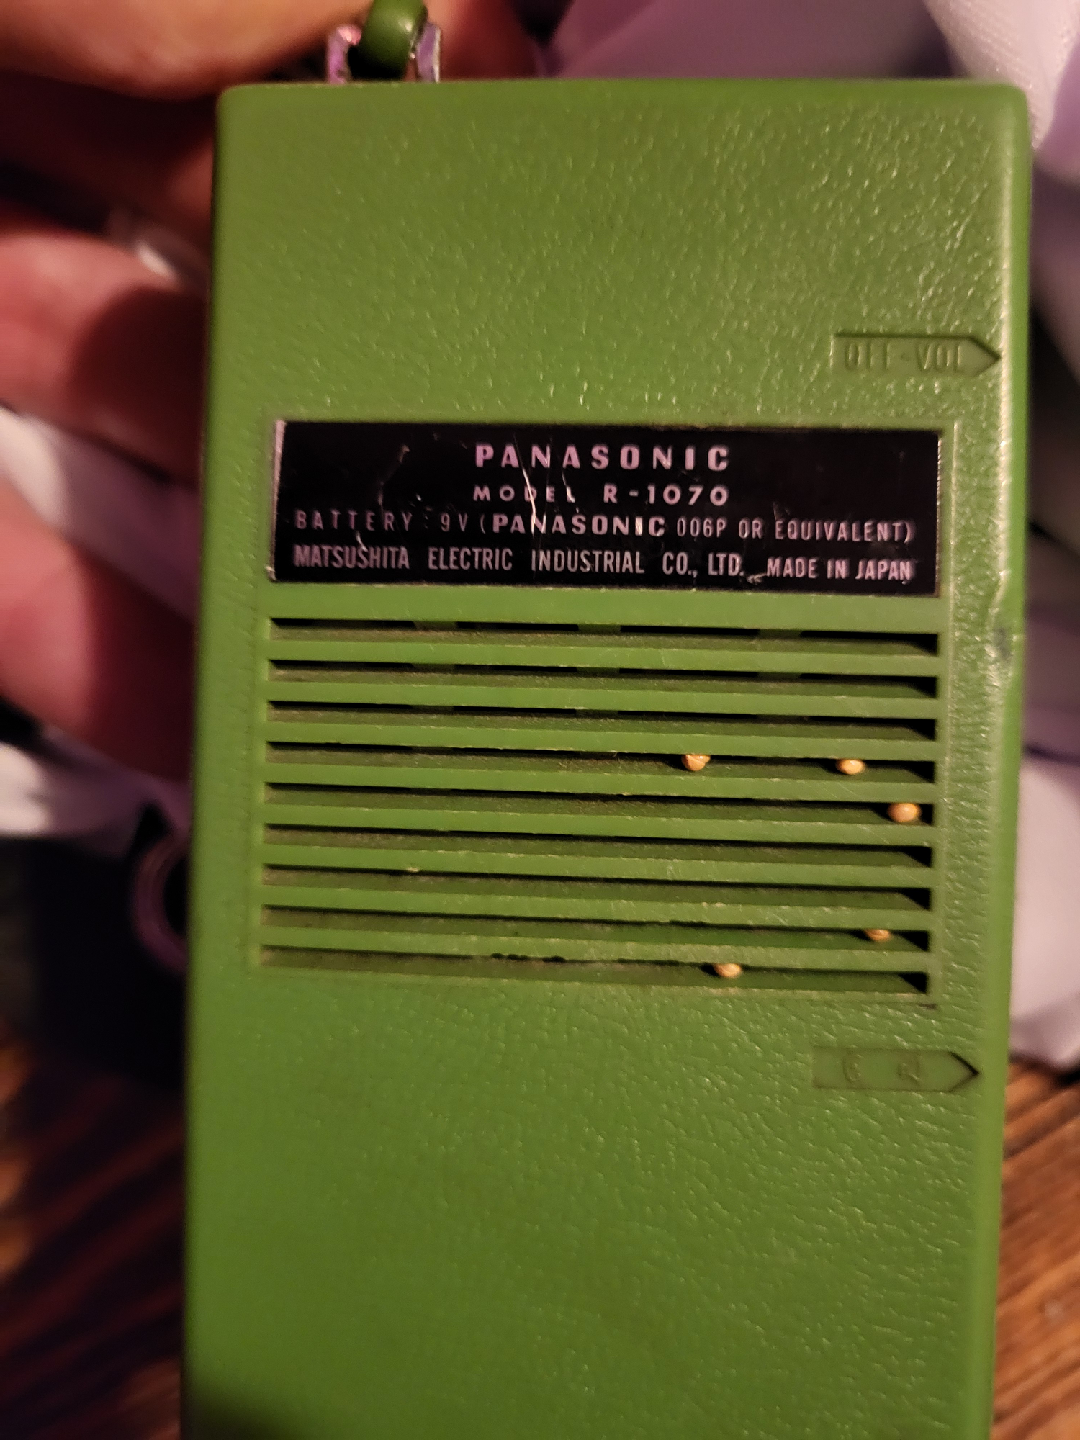 OFF-VOL
PANASONIC
MODEL R-1070
BATTERY : 9V (PANASONIC 006P OR EQUIVALENT)
MATSUSHITA ELECTRIC INDUSTRIAL CO., LTD. MADE IN JAPAN